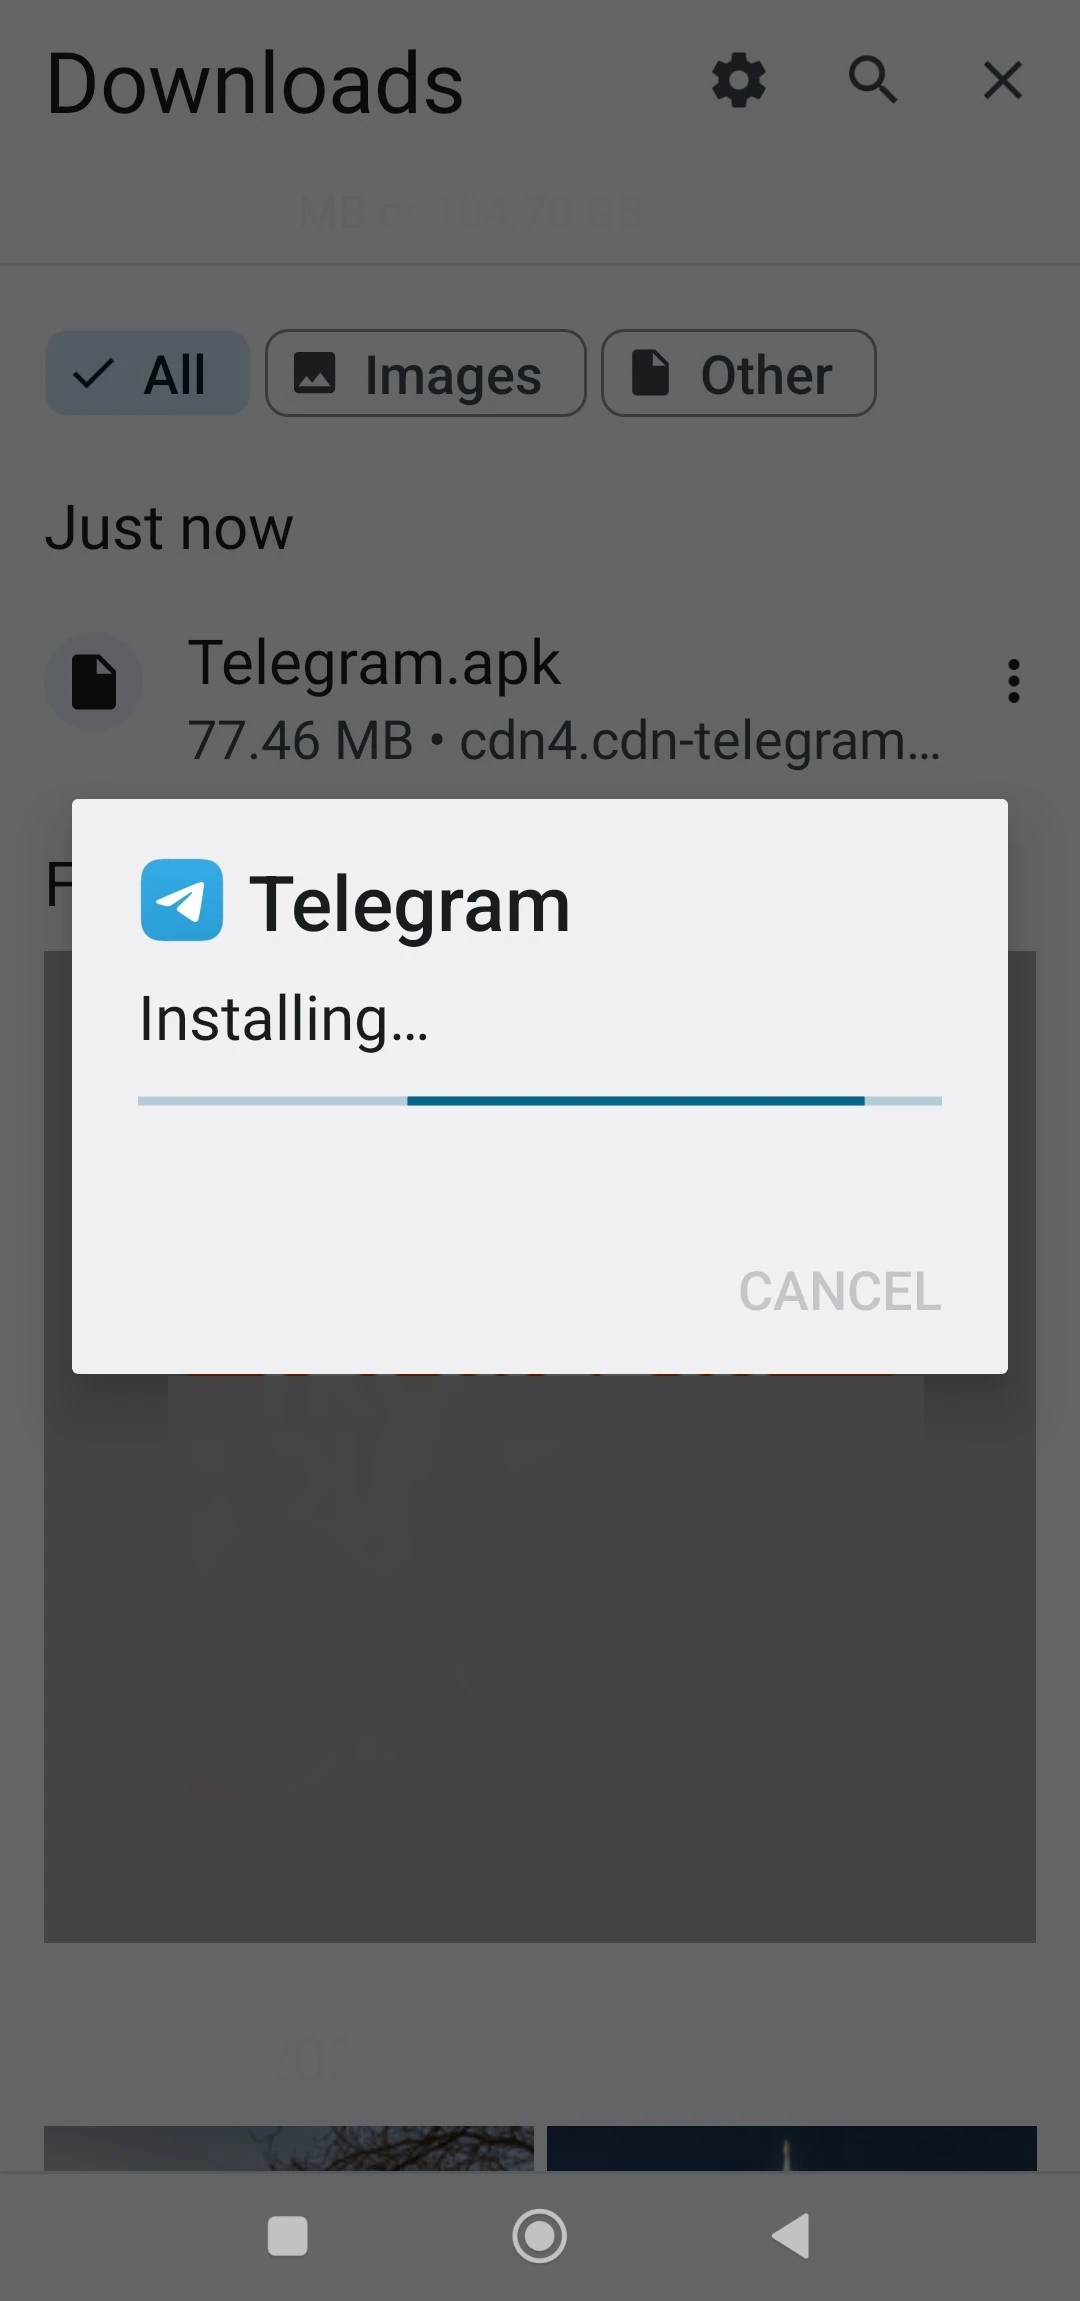 Downloads
MB of 104.70 GB
All
Images
Other
Just now
Telegram.apk
77.46 MB • cdn4.cdn-telegram…
Telegram
Installing…
CANCEL